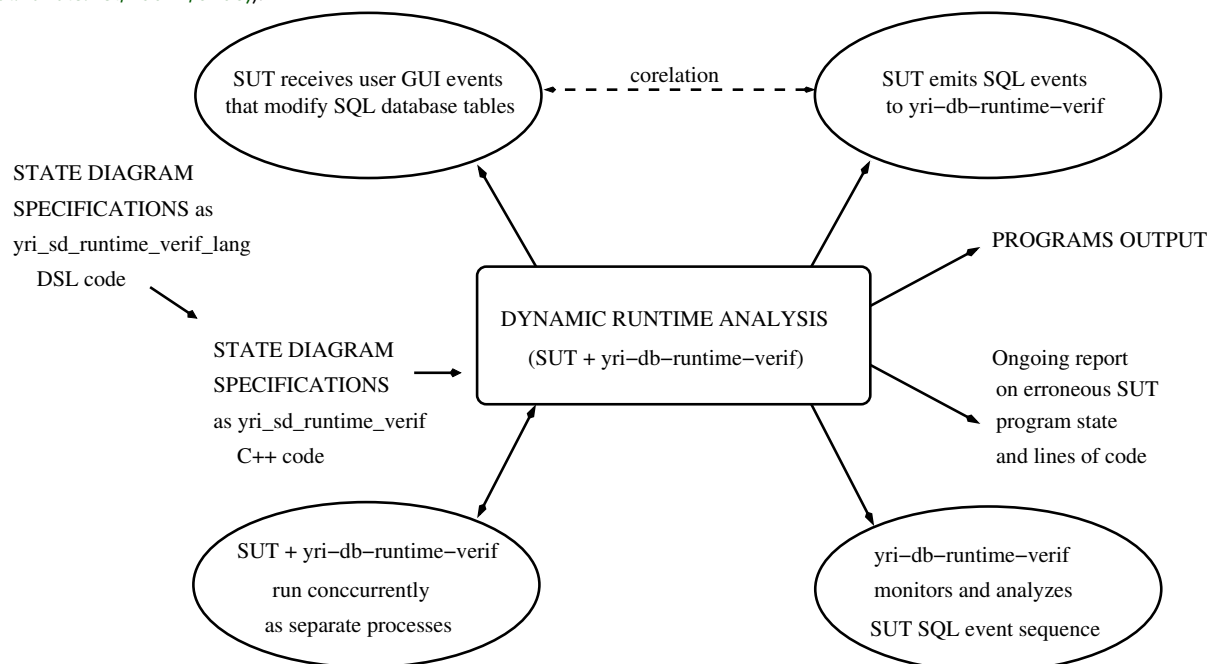 SUT receives user GUI events
that modify SQL database tables
corelation
SUT emits SQL events
to yri−db−runtime−verif
STATE DIAGRAM
SPECIFICATIONS as
yri_sd_runtime_verif_lang
DSL code
STATE DIAGRAM
SPECIFICATIONS
as yri_sd_runtime_verif
C++ code
DYNAMIC RUNTIME ANALYSIS
(SUT + yri−db−runtime−verif)
PROGRAMS OUTPUT
Ongoing report
on erroneous SUT
program state
and lines of code
SUT + yri−db−runtime−verif
run conccurrently
as separate processes
yri−db−runtime−verif
monitors and analyzes
SUT SQL event sequence